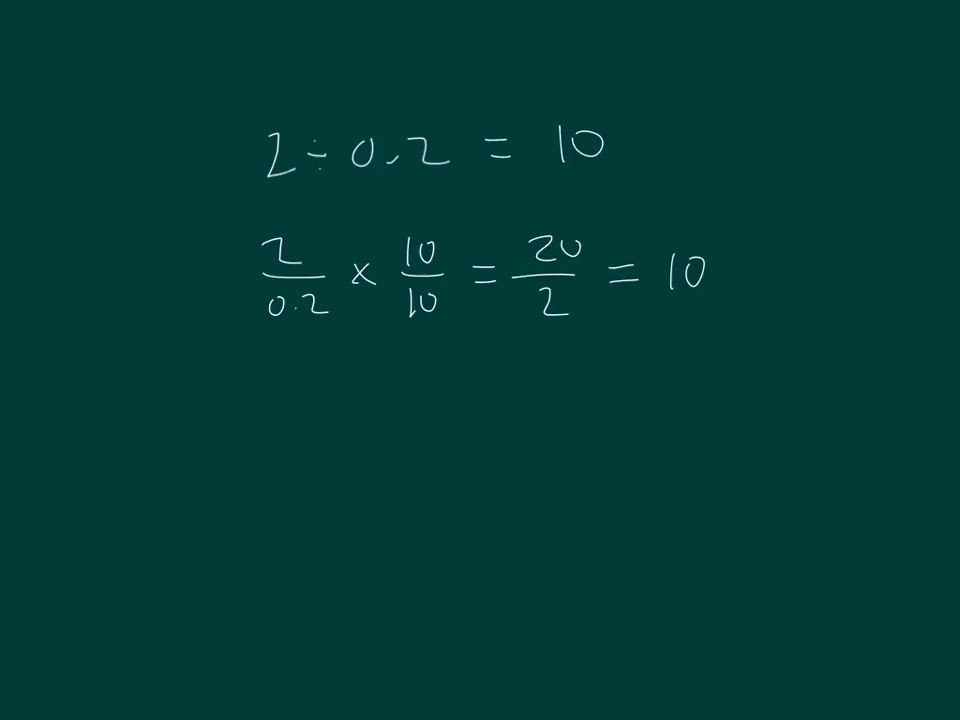 2 ÷ 0.2 = 10
2/0.2 × 10/10 = 20/2 = 10